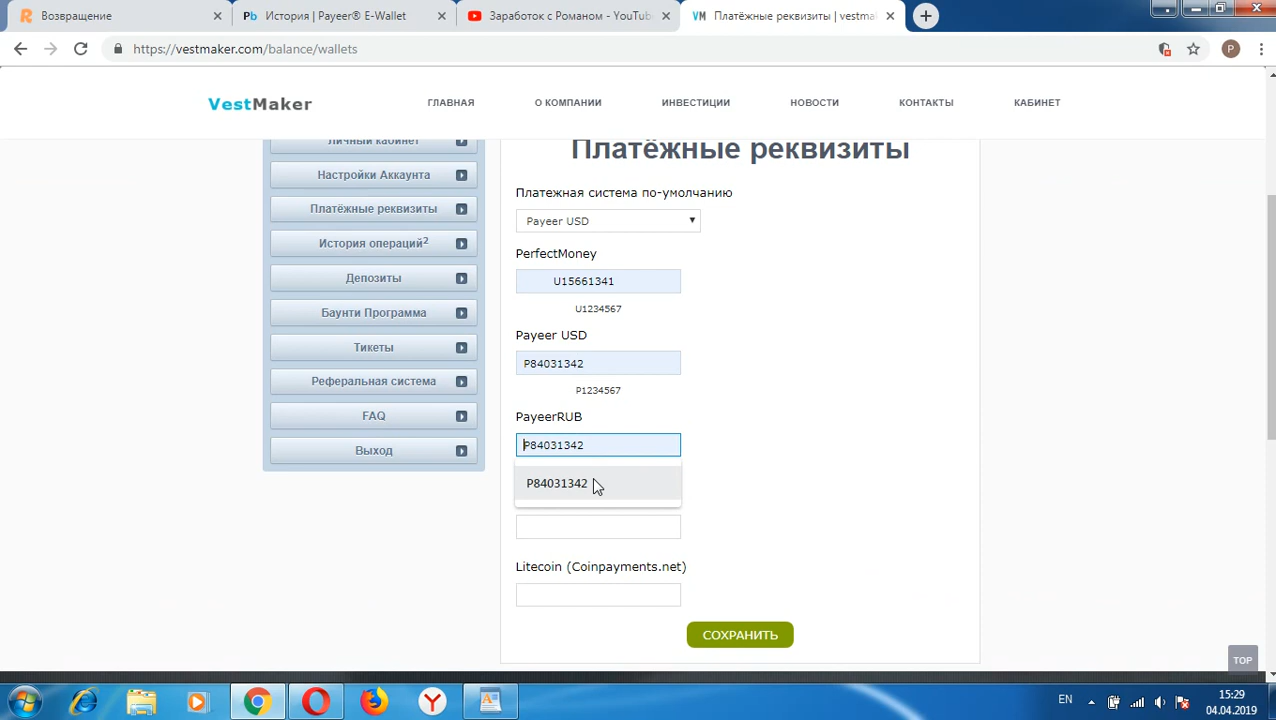 Возвращение
История | Payeer® E-Wallet
Заработок с Романом - YouTub
Платёжные реквизиты | vestma
https://vestmaker.com/balance/wallets
P
VestMaker
ГЛАВНАЯ
О КОМПАНИИ
ИНВЕСТИЦИИ
НОВОСТИ
КОНТАКТЫ
КАБИНЕТ
Личный кабинет
Настройки Аккаунта
Платёжные реквизиты
История операций2
Депозиты
Баунти Программа
Тикеты
Реферальная система
FAQ
Выход
Платёжные реквизиты
Платежная система по-умолчанию
Payeer USD
PerfectMoney
U15661341
U1234567
Payeer USD
P84031342
P1234567
PayeerRUB
P84031342
P84031342
Litecoin (Coinpayments.net)
СОХРАНИТЬ
TOP
EN
15:29
04.04.2019